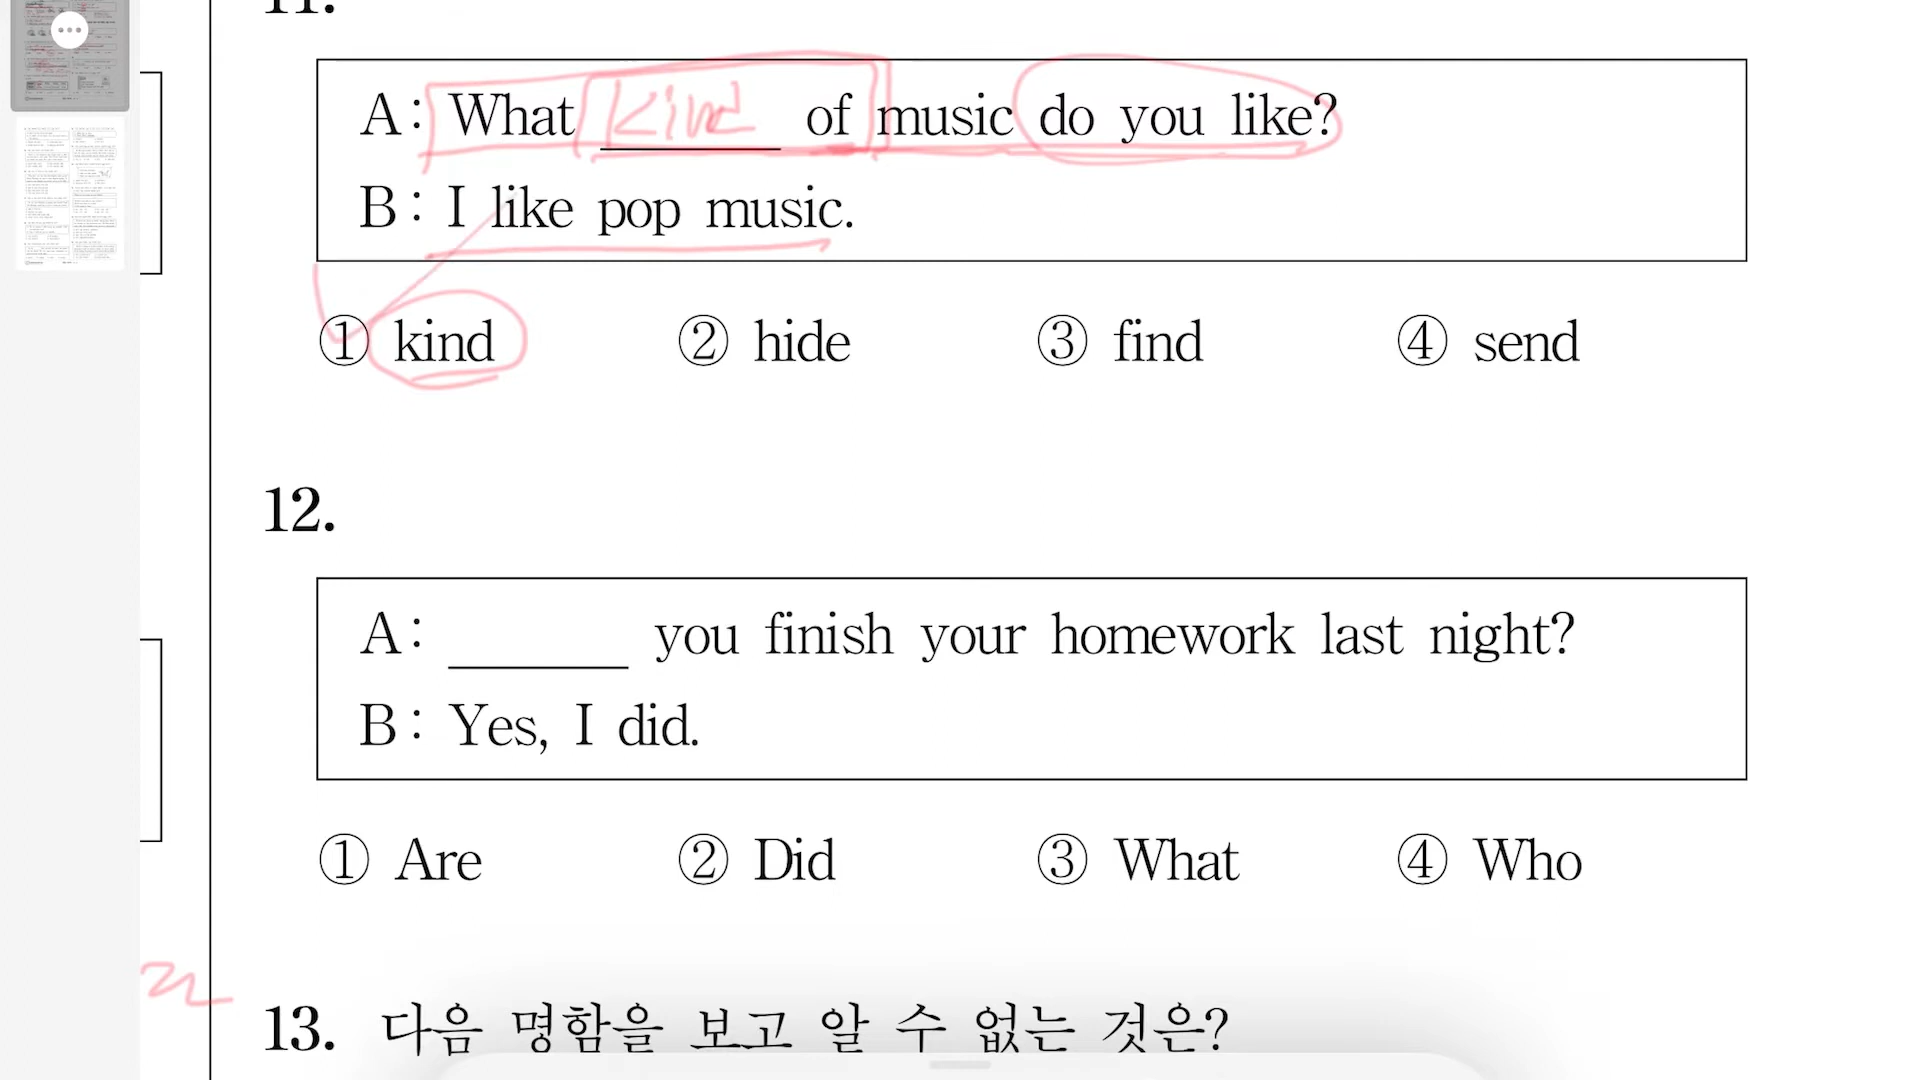 11.
A: What kind of music do you like?
B: I like pop music.
① kind ② hide ③ find ④ send
12.
A: ______ you finish your homework last night?
B: Yes, I did.
① Are ② Did ③ What ④ Who
13. 다음 명함을 보고 알 수 없는 것은?